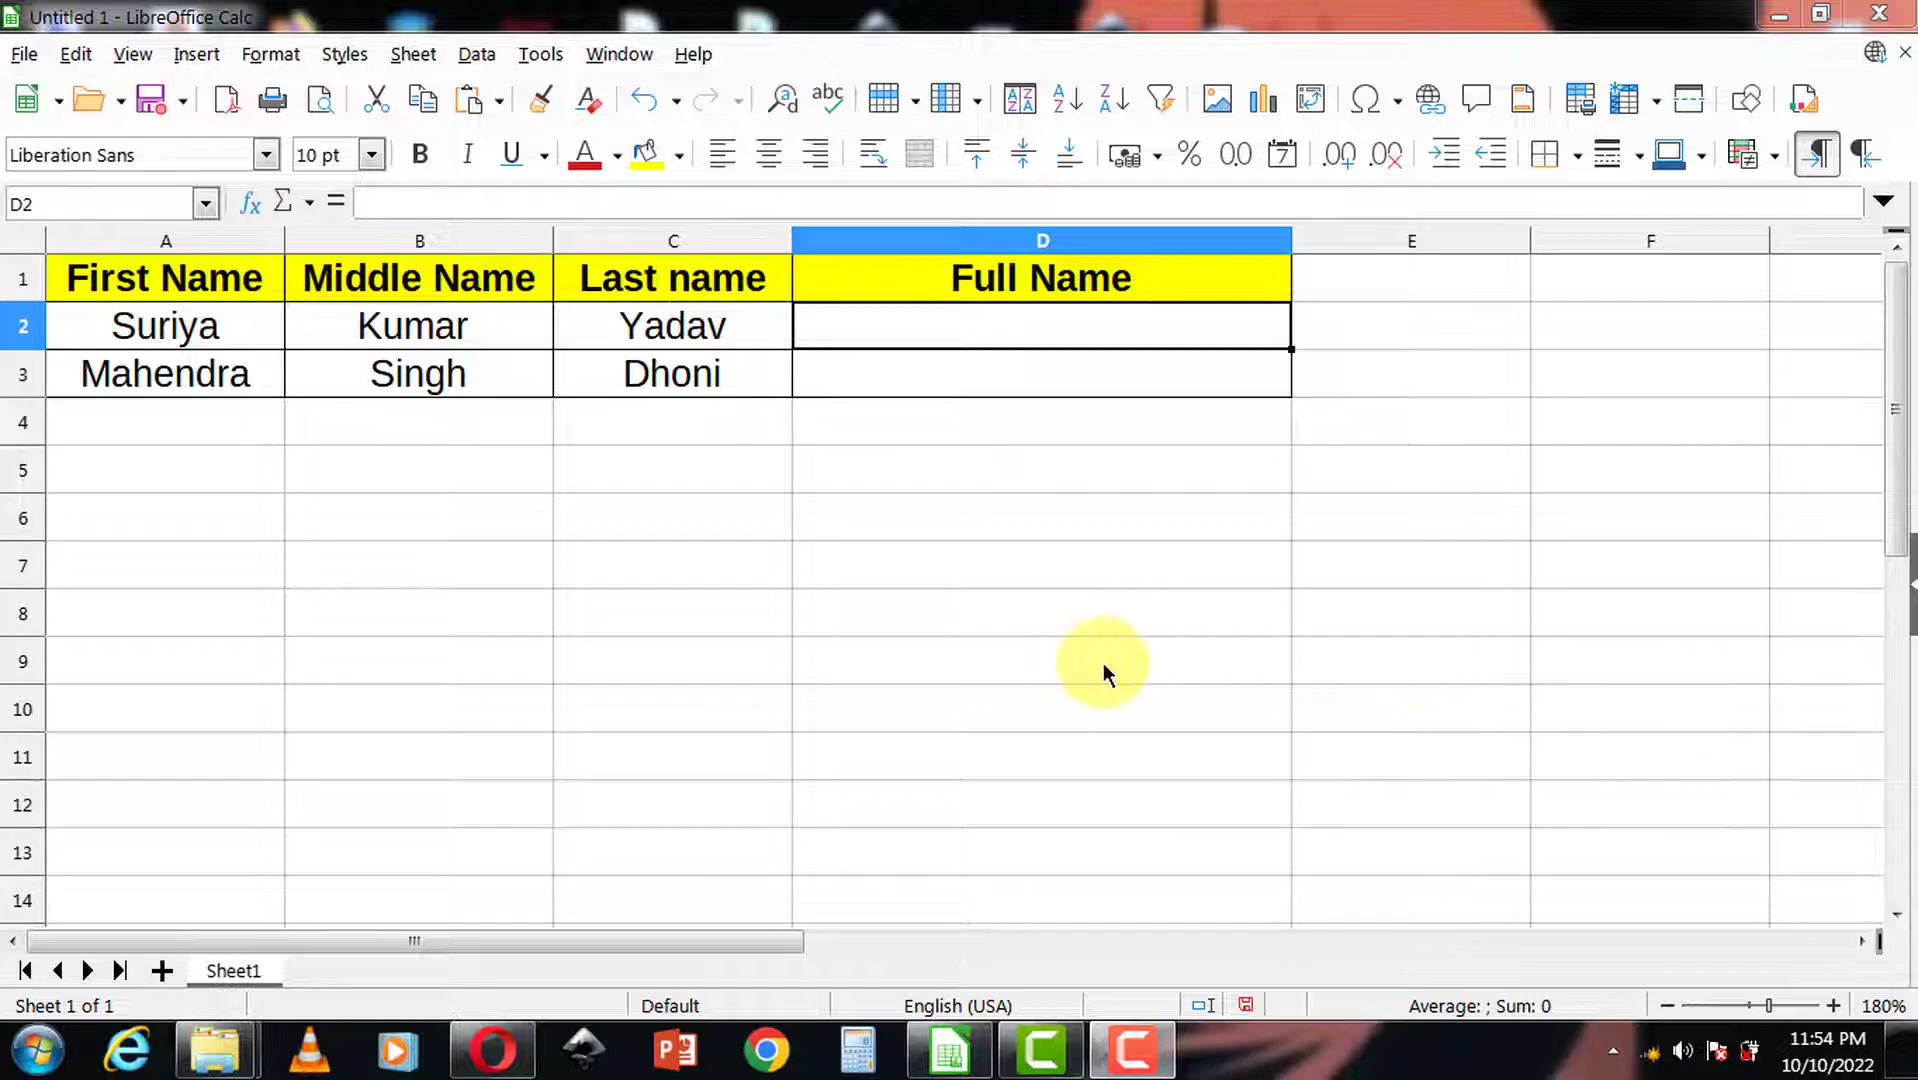 Untitled 1 - LibreOffice Calc
File Edit View Insert Format Styles Sheet Data Tools Window Help
Liberation Sans 10 pt
D2
A B C D E F
1 First Name Middle Name Last name Full Name
2 Suriya Kumar Yadav
3 Mahendra Singh Dhoni
4
5
6
7
8
9
10
11
12
13
14
Sheet1
Sheet 1 of 1 Default English (USA) Average: ; Sum: 0 180%
11:54 PM
10/10/2022